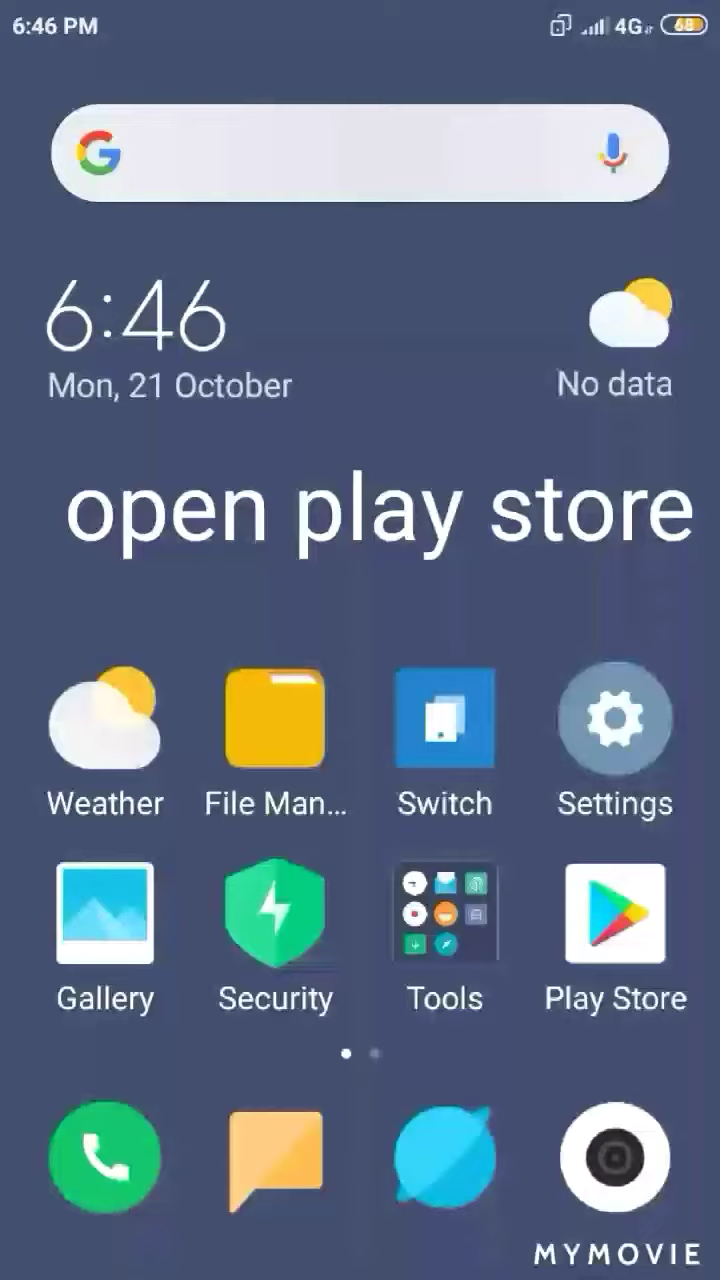 6:46 PM 4G 68
6:46
Mon, 21 October
No data
open play store
Weather File Man... Switch Settings
Gallery Security Tools Play Store
MYMOVIE